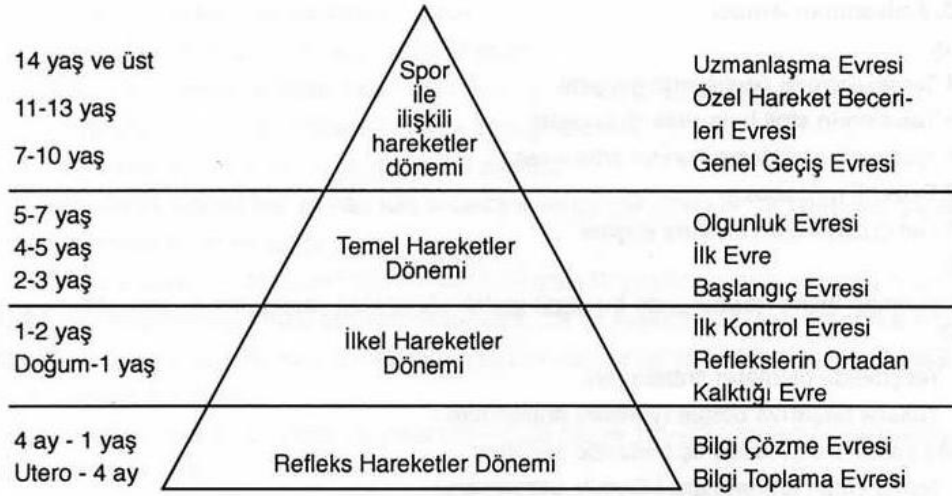 14 yaş ve üst
11-13 yaş
7-10 yaş
Spor
ile
ilişkili
hareketler
dönemi
Uzmanlaşma Evresi
Özel Hareket Beceri-
leri Evresi
Genel Geçiş Evresi
5-7 yaş
4-5 yaş
2-3 yaş
Temel Hareketler
Dönemi
Olgunluk Evresi
İlk Evre
Başlangıç Evresi
1-2 yaş
Doğum-1 yaş
İlkel Hareketler
Dönemi
İlk Kontrol Evresi
Reflekslerin Ortadan
Kalktığı Evre
4 ay - 1 yaş
Utero - 4 ay
Refleks Hareketler Dönemi
Bilgi Çözme Evresi
Bilgi Toplama Evresi